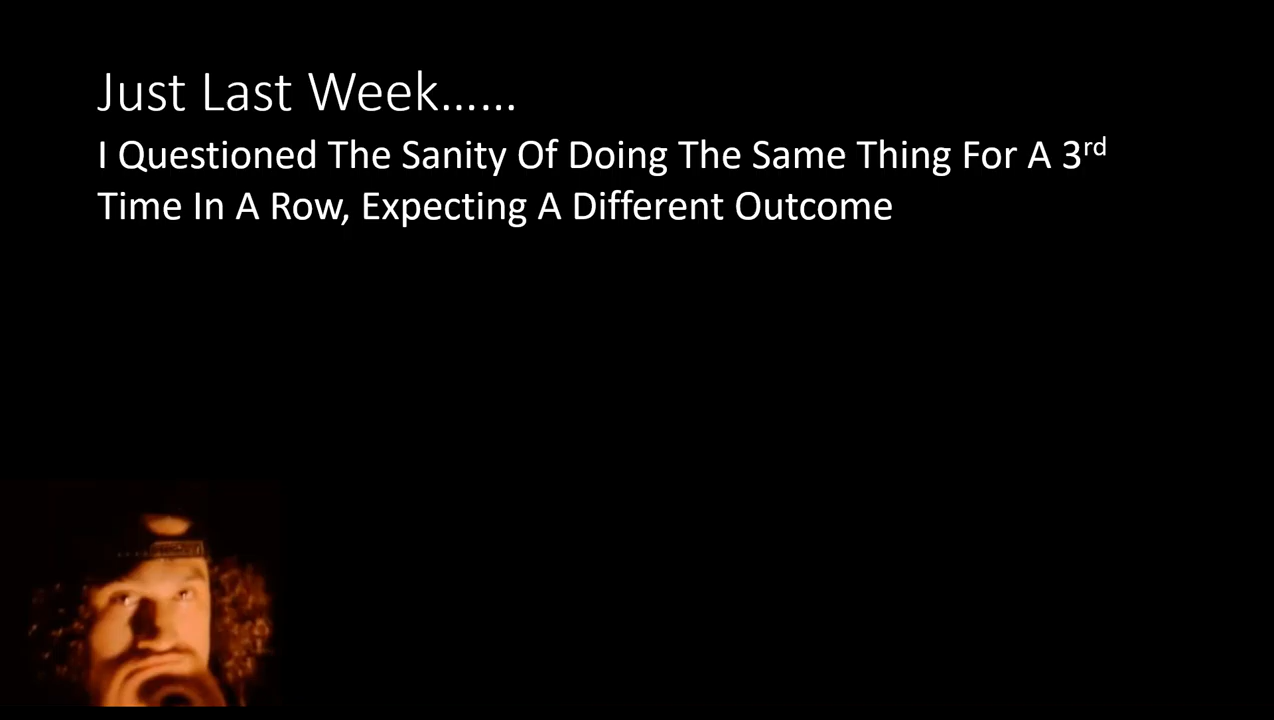 Just Last Week......
I Questioned The Sanity Of Doing The Same Thing For A 3rd
Time In A Row, Expecting A Different Outcome